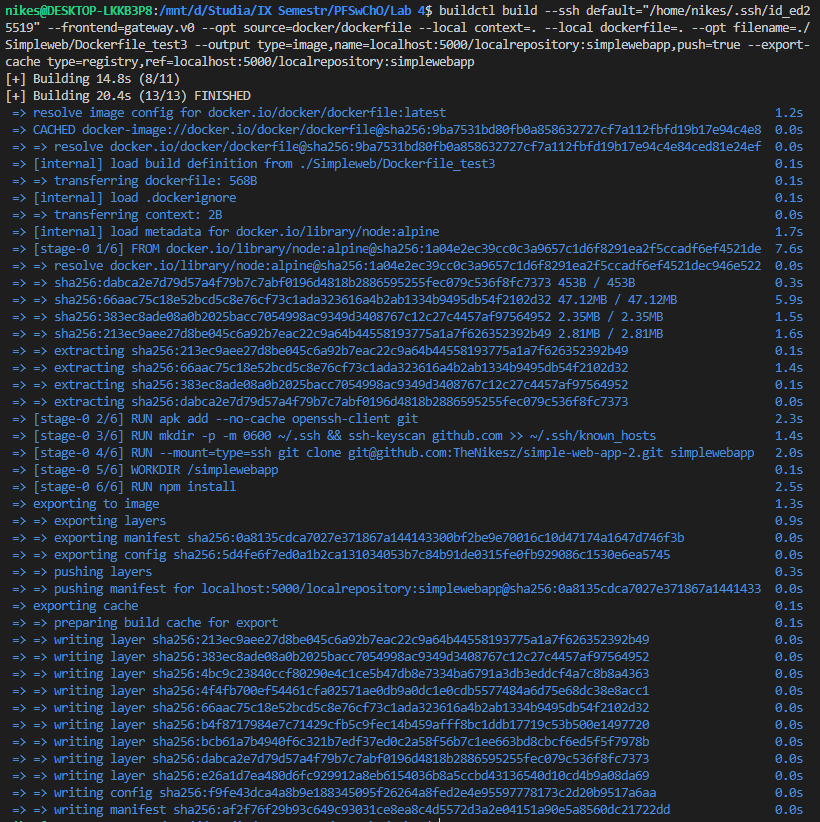 nikes@DESKTOP-LKKB3P8:/mnt/d/Studia/IX Semestr/PFSwChO/Lab 4$ buildctl build --ssh default="/home/nikes/.ssh/id_ed2
5519" --frontend=gateway.v0 --opt source=docker/dockerfile --local context=. --local dockerfile=. --opt filename=./
Simpleweb/Dockerfile_test3 --output type=image,name=localhost:5000/localrepository:simplewebapp,push=true --export-
cache type=registry,ref=localhost:5000/localrepository:simplewebapp
[+] Building 14.8s (8/11)
[+] Building 20.4s (13/13) FINISHED
=> resolve image config for docker.io/docker/dockerfile:latest 1.2s
=> CACHED docker-image://docker.io/docker/dockerfile@sha256:9ba7531bd80fb0a858632727cf7a112fbfd19b17e94c4e8 0.0s
=> => resolve docker.io/docker/dockerfile@sha256:9ba7531bd80fb0a858632727cf7a112fbfd19b17e94c4e84ced81e24ef 0.0s
=> [internal] load build definition from ./Simpleweb/Dockerfile_test3 0.1s
=> => transferring dockerfile: 568B 0.1s
=> [internal] load .dockerignore 0.1s
=> => transferring context: 2B 0.0s
=> [internal] load metadata for docker.io/library/node:alpine 1.7s
=> [stage-0 1/6] FROM docker.io/library/node:alpine@sha256:1a04e2ec39cc0c3a9657c1d6f8291ea2f5ccadf6ef4521de 7.6s
=> => resolve docker.io/library/node:alpine@sha256:1a04e2ec39cc0c3a9657c1d6f8291ea2f5ccadf6ef4521dec946e522 0.0s
=> => sha256:dabca2e7d79d57a4f79b7c7abf0196d4818b2886595255fec079c536f8fc7373 453B / 453B 0.3s
=> => sha256:66aac75c18e52bcd5c8e76cf73c1ada323616a4b2ab1334b9495db54f2102d32 47.12MB / 47.12MB 5.9s
=> => sha256:383ec8ade08a0b2025bacc7054998ac9349d3408767c12c27c4457af97564952 2.35MB / 2.35MB 1.5s
=> => sha256:213ec9aee27d8be045c6a92b7eac22c9a64b44558193775a1a7f626352392b49 2.81MB / 2.81MB 1.6s
=> => extracting sha256:213ec9aee27d8be045c6a92b7eac22c9a64b44558193775a1a7f626352392b49 0.1s
=> => extracting sha256:66aac75c18e52bcd5c8e76cf73c1ada323616a4b2ab1334b9495db54f2102d32 1.4s
=> => extracting sha256:383ec8ade08a0b2025bacc7054998ac9349d3408767c12c27c4457af97564952 0.1s
=> => extracting sha256:dabca2e7d79d57a4f79b7c7abf0196d4818b2886595255fec079c536f8fc7373 0.0s
=> [stage-0 2/6] RUN apk add --no-cache openssh-client git 2.3s
=> [stage-0 3/6] RUN mkdir -p -m 0600 ~/.ssh && ssh-keyscan github.com >> ~/.ssh/known_hosts 1.4s
=> [stage-0 4/6] RUN --mount=type=ssh git clone git@github.com:TheNikesz/simple-web-app-2.git simplewebapp 2.0s
=> [stage-0 5/6] WORKDIR /simplewebapp 0.1s
=> [stage-0 6/6] RUN npm install 2.5s
=> exporting to image 1.3s
=> => exporting layers 0.9s
=> => exporting manifest sha256:0a8135cdca7027e371867a144143300bf2be9e70016c10d47174a1647d746f3b 0.0s
=> => exporting config sha256:5d4fe6f7ed0a1b2ca131034053b7c84b91de0315fe0fb929086c1530e6ea5745 0.0s
=> => pushing layers 0.3s
=> => pushing manifest for localhost:5000/localrepository:simplewebapp@sha256:0a8135cdca7027e371867a1441433 0.0s
=> exporting cache 0.1s
=> => preparing build cache for export 0.1s
=> => writing layer sha256:213ec9aee27d8be045c6a92b7eac22c9a64b44558193775a1a7f626352392b49 0.0s
=> => writing layer sha256:383ec8ade08a0b2025bacc7054998ac9349d3408767c12c27c4457af97564952 0.0s
=> => writing layer sha256:4bc9c23840ccf80290e4c1ce5b47db8e7334ba6791a3db3eddcf4a7c8b8a4363 0.0s
=> => writing layer sha256:4f4fb700ef54461cfa02571ae0db9a0dc1e0cdb5577484a6d75e68dc38e8acc1 0.0s
=> => writing layer sha256:66aac75c18e52bcd5c8e76cf73c1ada323616a4b2ab1334b9495db54f2102d32 0.0s
=> => writing layer sha256:b4f8717984e7c71429cfb5c9fec14b459afff8bc1ddb17719c53b500e1497720 0.0s
=> => writing layer sha256:bcb61a7b4940f6c321b7edf37ed0c2a58f56b7c1ee663bd8cbcf6ed5f5f7978b 0.0s
=> => writing layer sha256:dabca2e7d79d57a4f79b7c7abf0196d4818b2886595255fec079c536f8fc7373 0.0s
=> => writing layer sha256:e26a1d7ea480d6fc929912a8eb6154036b8a5ccbd43136540d10cd4b9a08da69 0.0s
=> => writing config sha256:f9fe43dca4a8b9e188345095f26264a8fed2e4e95597778173c2d20b9517a6aa 0.0s
=> => writing manifest sha256:af2f76f29b93c649c93031ce8ea8c4d5572d3a2e04151a90e5a8560dc21722dd 0.0s